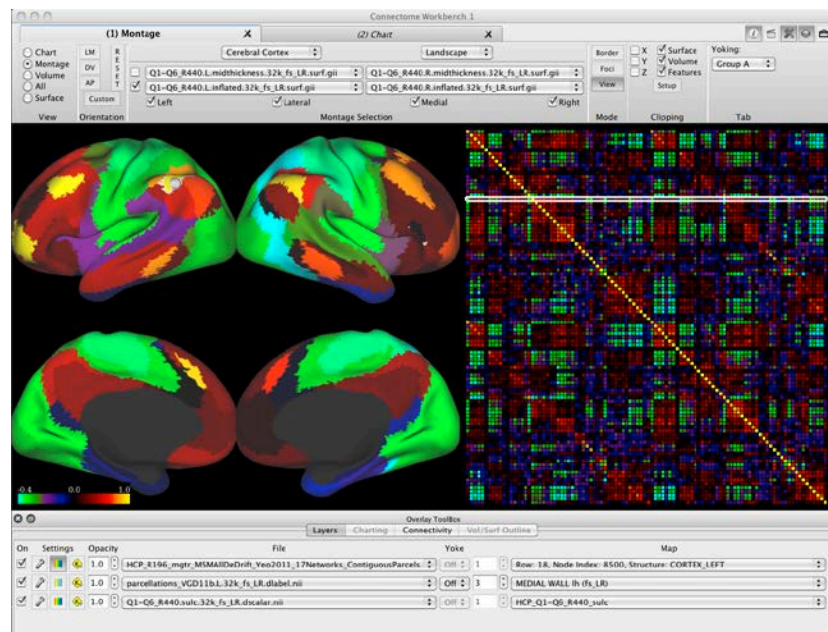 Connectome Workbench 1
(1) Montage X (2) Chart X
Chart
Montage
Volume
All
Surface
View
LM
DV
AP
RESET
Custom
Orientation
Cerebral Cortex Landscape
Q1-Q6_R440.L.midthickness.32k_fs_LR.surf.gii Q1-Q6_R440.R.midthickness.32k_fs_LR.surf.gii
Q1-Q6_R440.L.inflated.32k_fs_LR.surf.gii Q1-Q6_R440.R.inflated.32k_fs_LR.surf.gii
Left Lateral Medial Right
Montage Selection
Border
Foci
View
Mode
X Surface
Y Volume
Z Features
Setup
Clipping
Yoking:
Group A
Tab
-0.4 0.0 1.0
Overlay ToolBox
Layers Charting Connectivity Vol/Surf Outline
On Settings Opacity File Yoke Map
1.0 HCP_R196_mgtr_MSMAllDeDrift_Yeo2011_17Networks_ContiguousParcels. Off 1 Row: 18, Node Index: 8500, Structure: CORTEX_LEFT
1.0 parcellations_VGD11b.L.32k_fs_LR.dlabel.nii Off 3 MEDIAL WALL lh (fs_LR)
1.0 Q1-Q6_R440.sulc.32k_fs_LR.dscalar.nii Off 1 HCP_Q1-Q6_R440_sulc